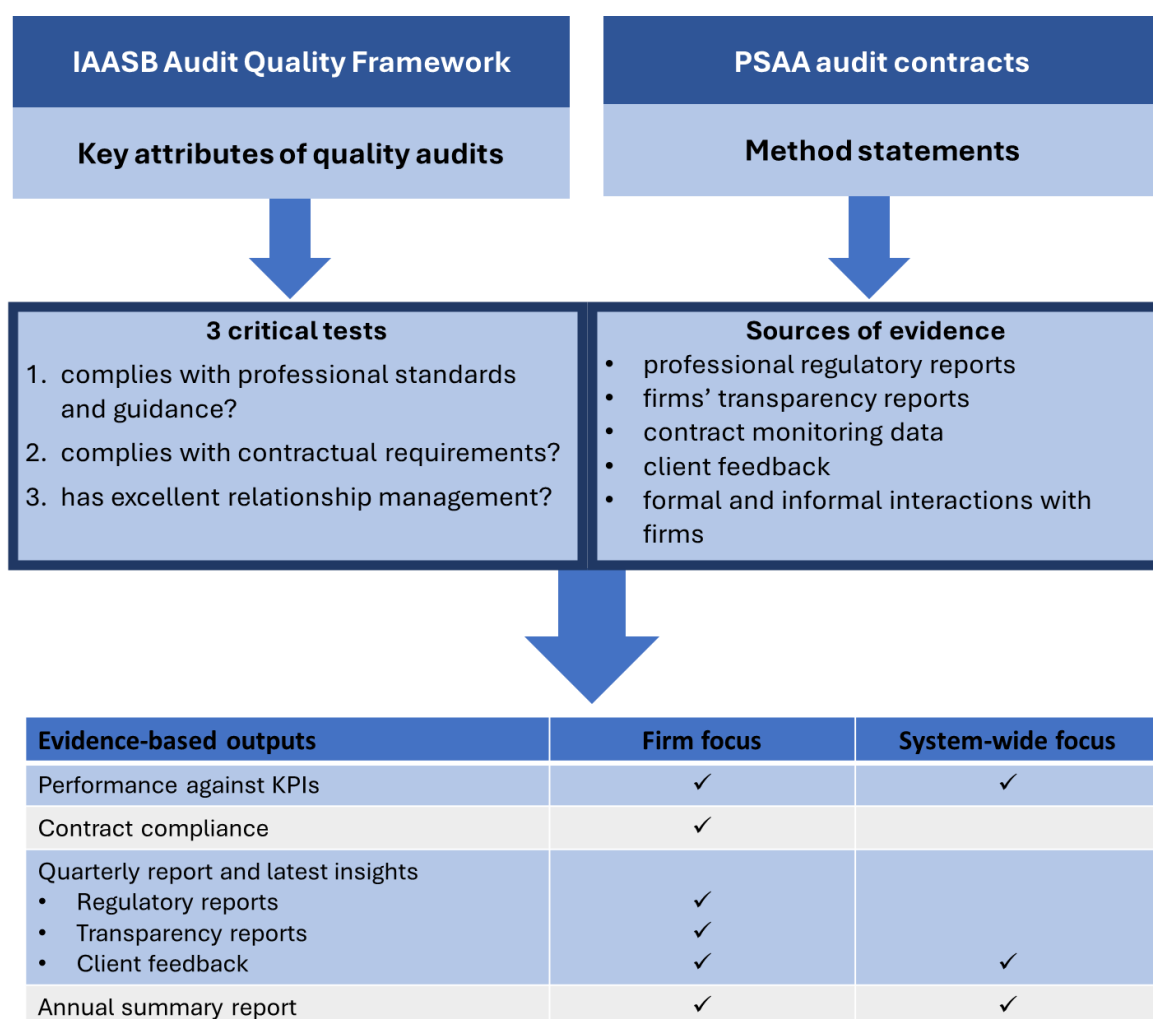 IAASB Audit Quality Framework
Key attributes of quality audits
PSAA audit contracts
Method statements
3 critical tests
1. complies with professional standards
and guidance?
2. complies with contractual requirements?
3. has excellent relationship management?
Sources of evidence
• professional regulatory reports
• firms’ transparency reports
• contract monitoring data
• client feedback
• formal and informal interactions with
firms
Evidence-based outputs Firm focus System-wide focus
Performance against KPIs ✓ ✓
Contract compliance ✓
Quarterly report and latest insights
• Regulatory reports ✓
• Transparency reports ✓
• Client feedback ✓ ✓
Annual summary report ✓ ✓